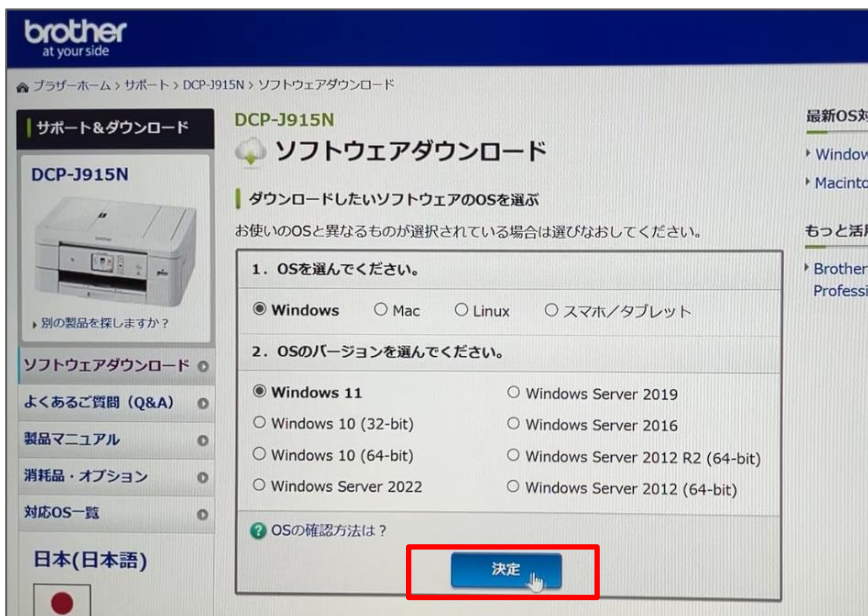 brother
at your side
ブラザーホーム > サポート > DCP-J915N > ソフトウェアダウンロード
サポート&ダウンロード
DCP-J915N
別の製品を探しますか？
ソフトウェアダウンロード
よくあるご質問（Q&A）
製品マニュアル
消耗品・オプション
対応OS一覧
日本(日本語)
DCP-J915N
ソフトウェアダウンロード
ダウンロードしたいソフトウェアのOSを選ぶ
お使いのOSと異なるものが選択されている場合は選びなおしてください。
1. OSを選んでください。
Windows Mac Linux スマホ／タブレット
2. OSのバージョンを選んでください。
Windows 11 Windows Server 2019
Windows 10 (32-bit) Windows Server 2016
Windows 10 (64-bit) Windows Server 2012 R2 (64-bit)
Windows Server 2022 Windows Server 2012 (64-bit)
? OSの確認方法は？
決定
最新OS対
Window
Macinto
もっと活用
Brother
Professi